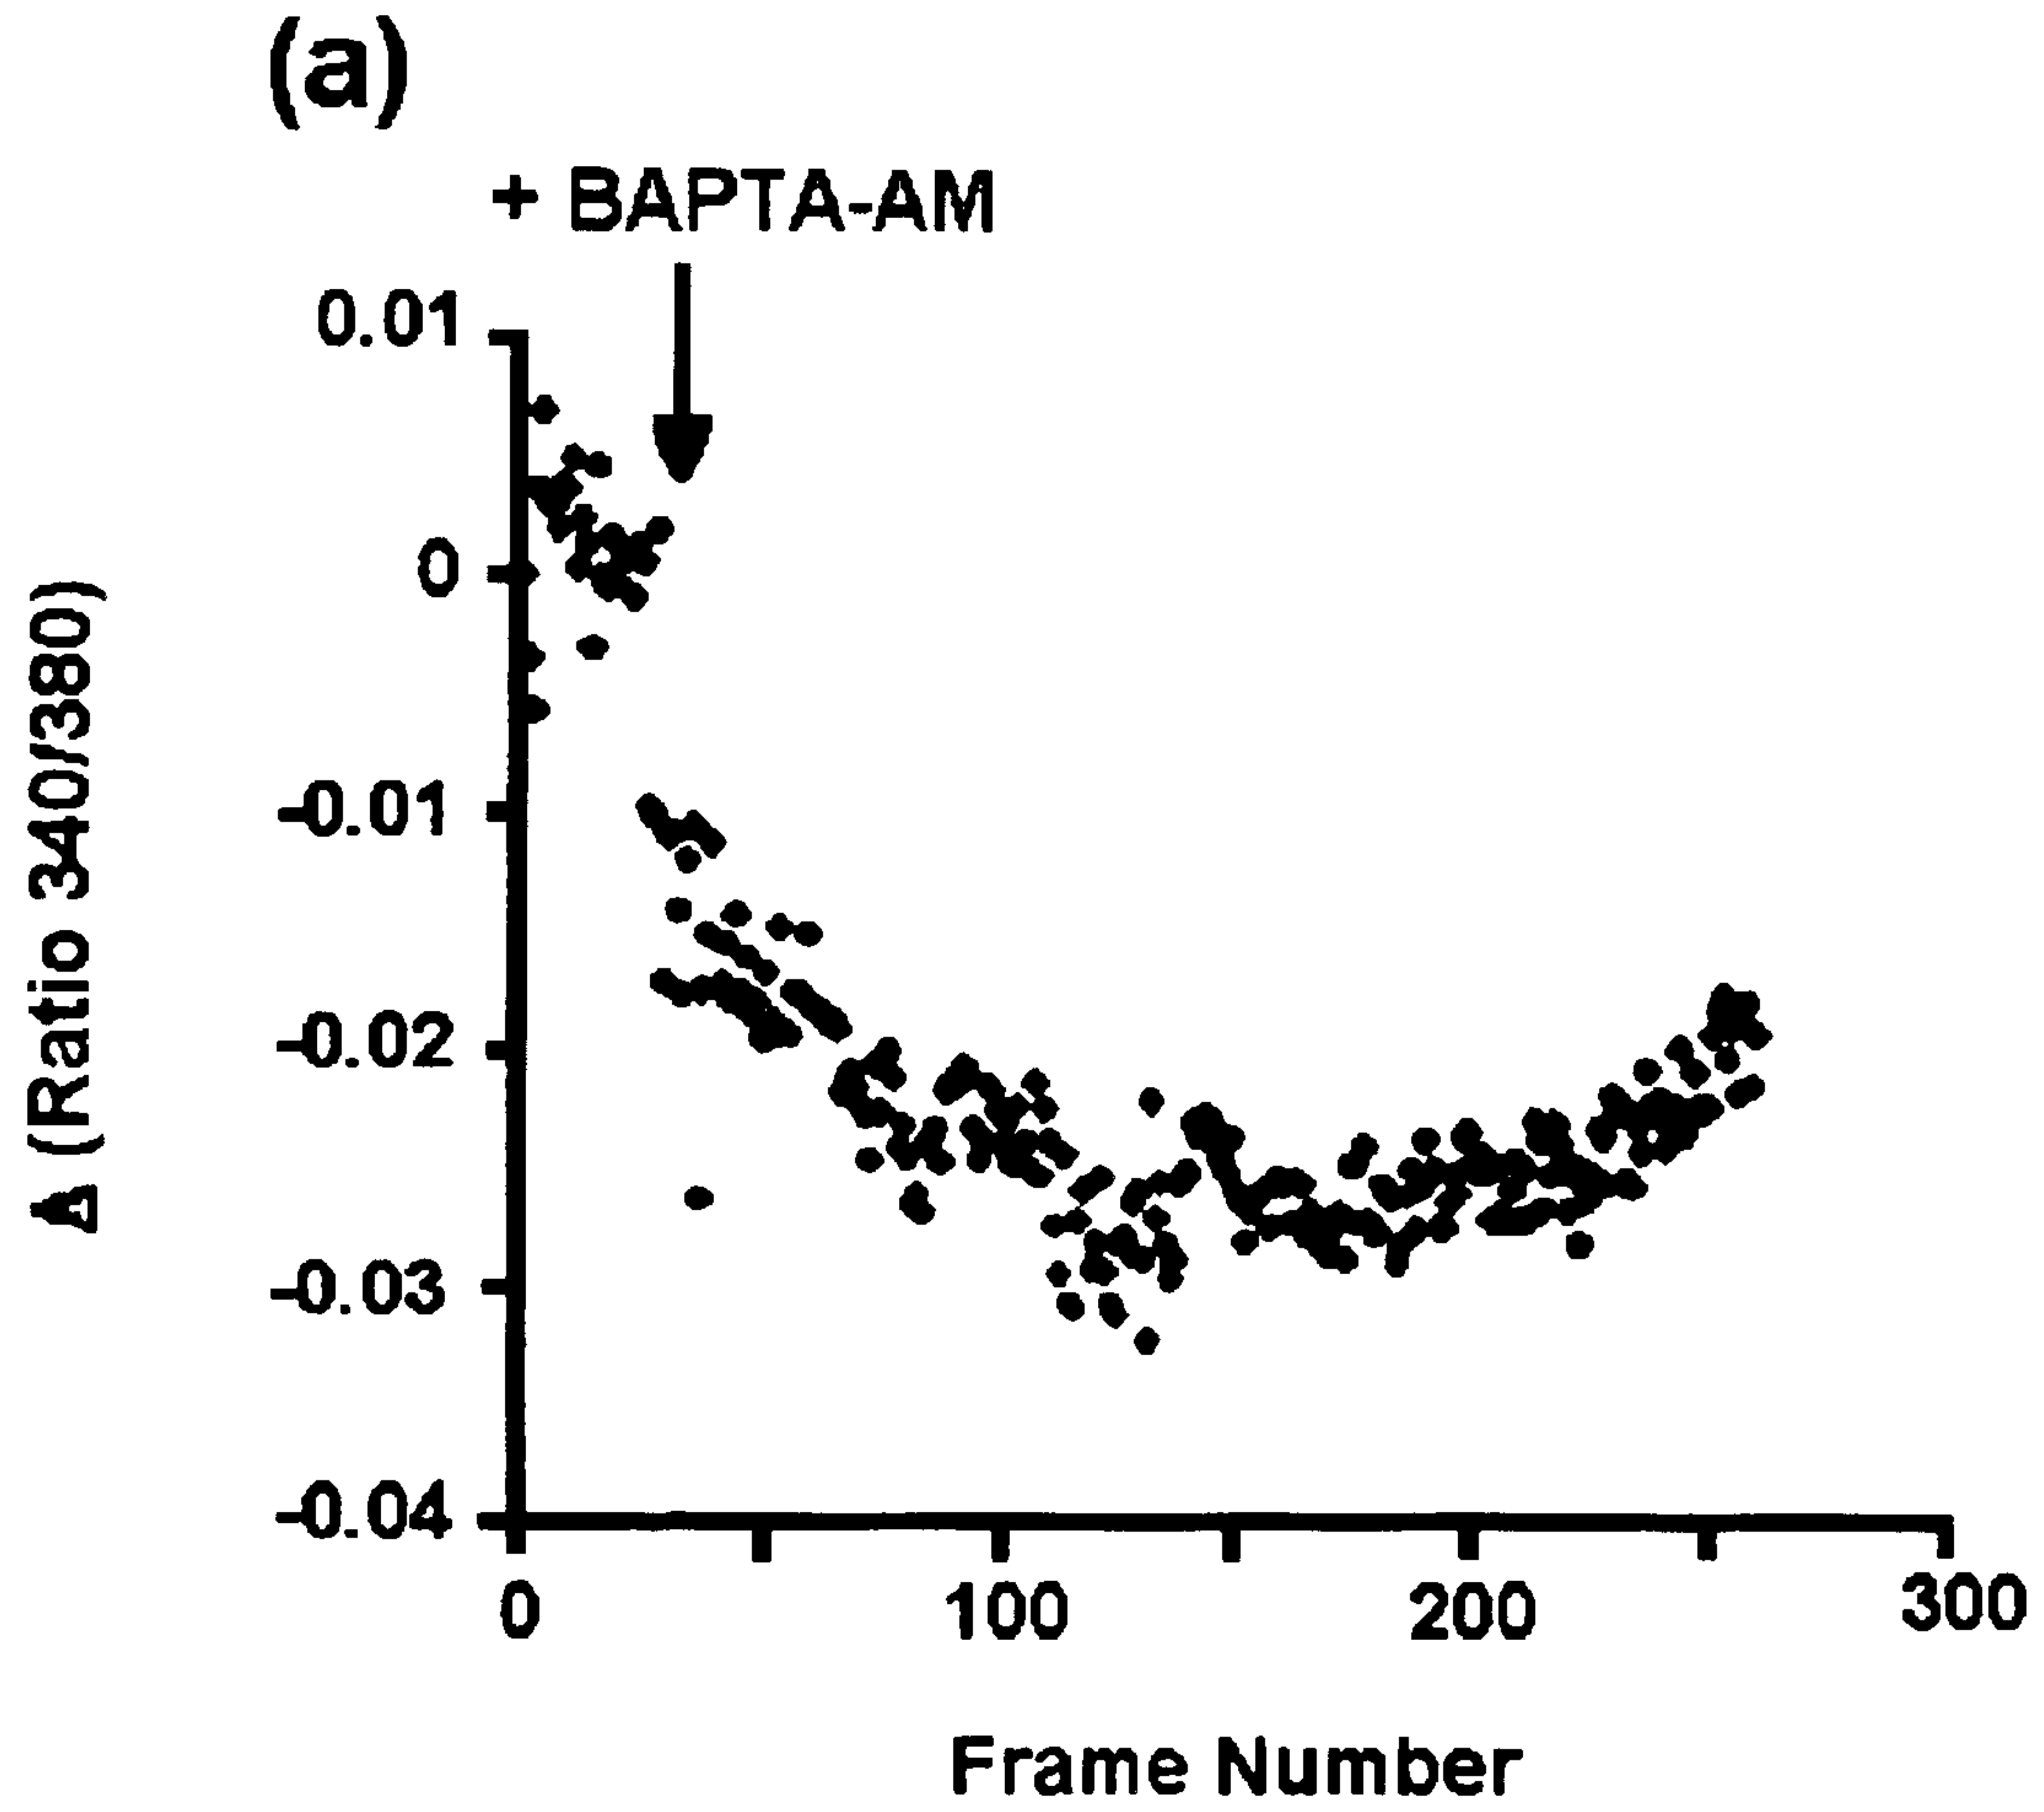 (a)
+ BAPTA-AM
0.01
0
-0.01
-0.02
-0.03
-0.04
Δ (Ratio 340/380)
0 100 200 300
Frame Number